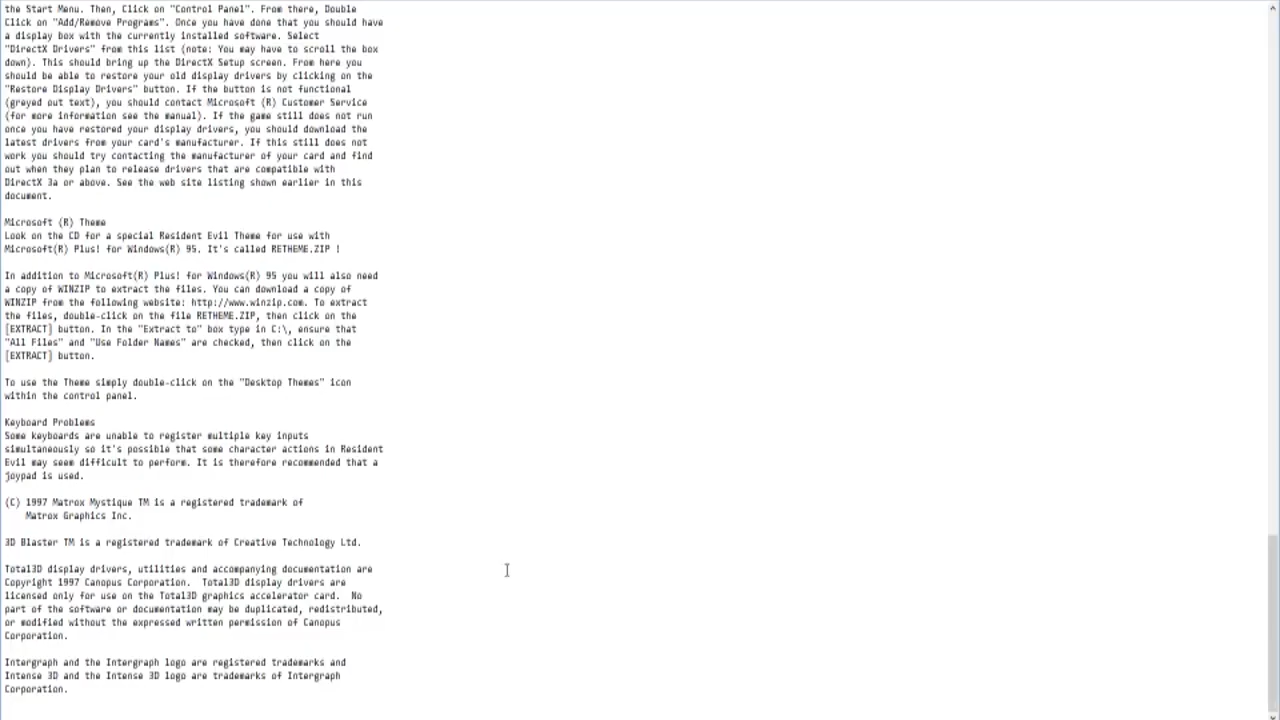 the Start Menu. Then, Click on "Control Panel". From there, Double
Click on "Add/Remove Programs". Once you have done that you should have
a display box with the currently installed software. Select
"DirectX Drivers" from this list (note: You may have to scroll the box
down). This should bring up the DirectX Setup screen. From here you
should be able to restore your old display drivers by clicking on the
"Restore Display Drivers" button. If the button is not functional
(greyed out text), you should contact Microsoft (R) Customer Service
(for more information see the manual). If the game still does not run
once you have restored your display drivers, you should download the
latest drivers from your card's manufacturer. If this still does not
work you should try contacting the manufacturer of your card and find
out when they plan to release drivers that are compatible with
DirectX 3a or above. See the web site listing shown earlier in this
document.

Microsoft (R) Theme
Look on the CD for a special Resident Evil Theme for use with
Microsoft(R) Plus! for Windows(R) 95. It's called RETHEME.ZIP !

In addition to Microsoft(R) Plus! for Windows(R) 95 you will also need
a copy of WINZIP to extract the files. You can download a copy of
WINZIP from the following website: http://www.winzip.com. To extract
the files, double-click on the file RETHEME.ZIP, then click on the
[EXTRACT] button. In the "Extract to" box type in C:\, ensure that
"All Files" and "Use Folder Names" are checked, then click on the
[EXTRACT] button.

To use the Theme simply double-click on the "Desktop Themes" icon
within the control panel.

Keyboard Problems
Some keyboards are unable to register multiple key inputs
simultaneously so it's possible that some character actions in Resident
Evil may seem difficult to perform. It is therefore recommended that a
joypad is used.

(C) 1997 Matrox Mystique TM is a registered trademark of
Matrox Graphics Inc.

3D Blaster TM is a registered trademark of Creative Technology Ltd.

Total3D display drivers, utilities and accompanying documentation are
Copyright 1997 Canopus Corporation.  Total3D display drivers are
licensed only for use on the Total3D graphics accelerator card.  No
part of the software or documentation may be duplicated, redistributed,
or modified without the expressed written permission of Canopus
Corporation.

Intergraph and the Intergraph logo are registered trademarks and
Intense 3D and the Intense 3D logo are trademarks of Intergraph
Corporation.